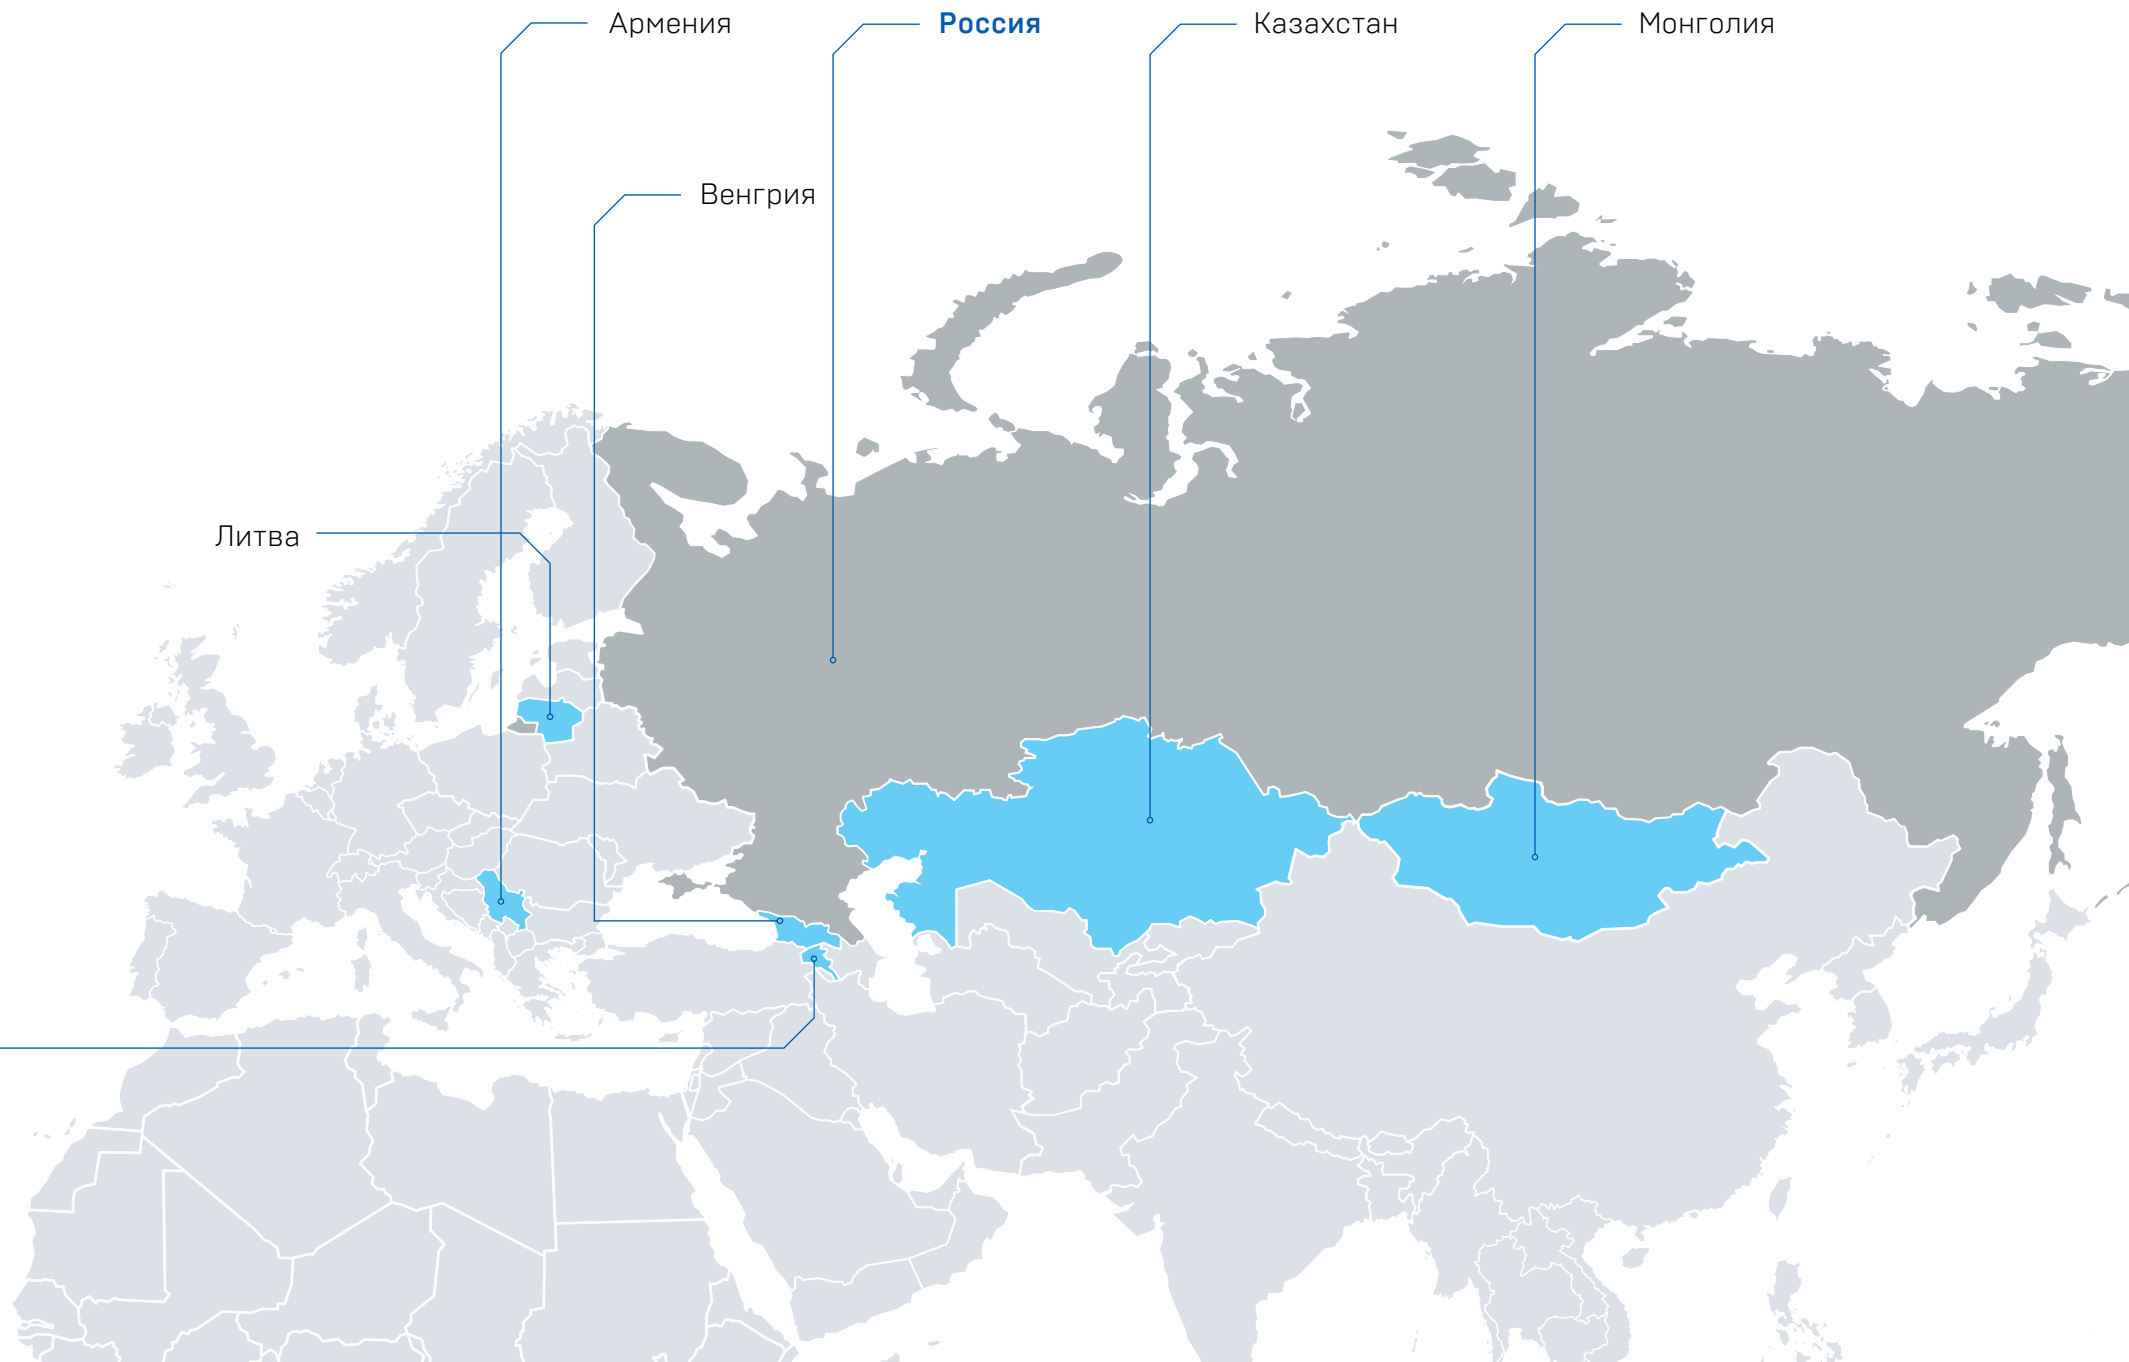 Армения
Россия
Казахстан
Монголия
Венгрия
Литва